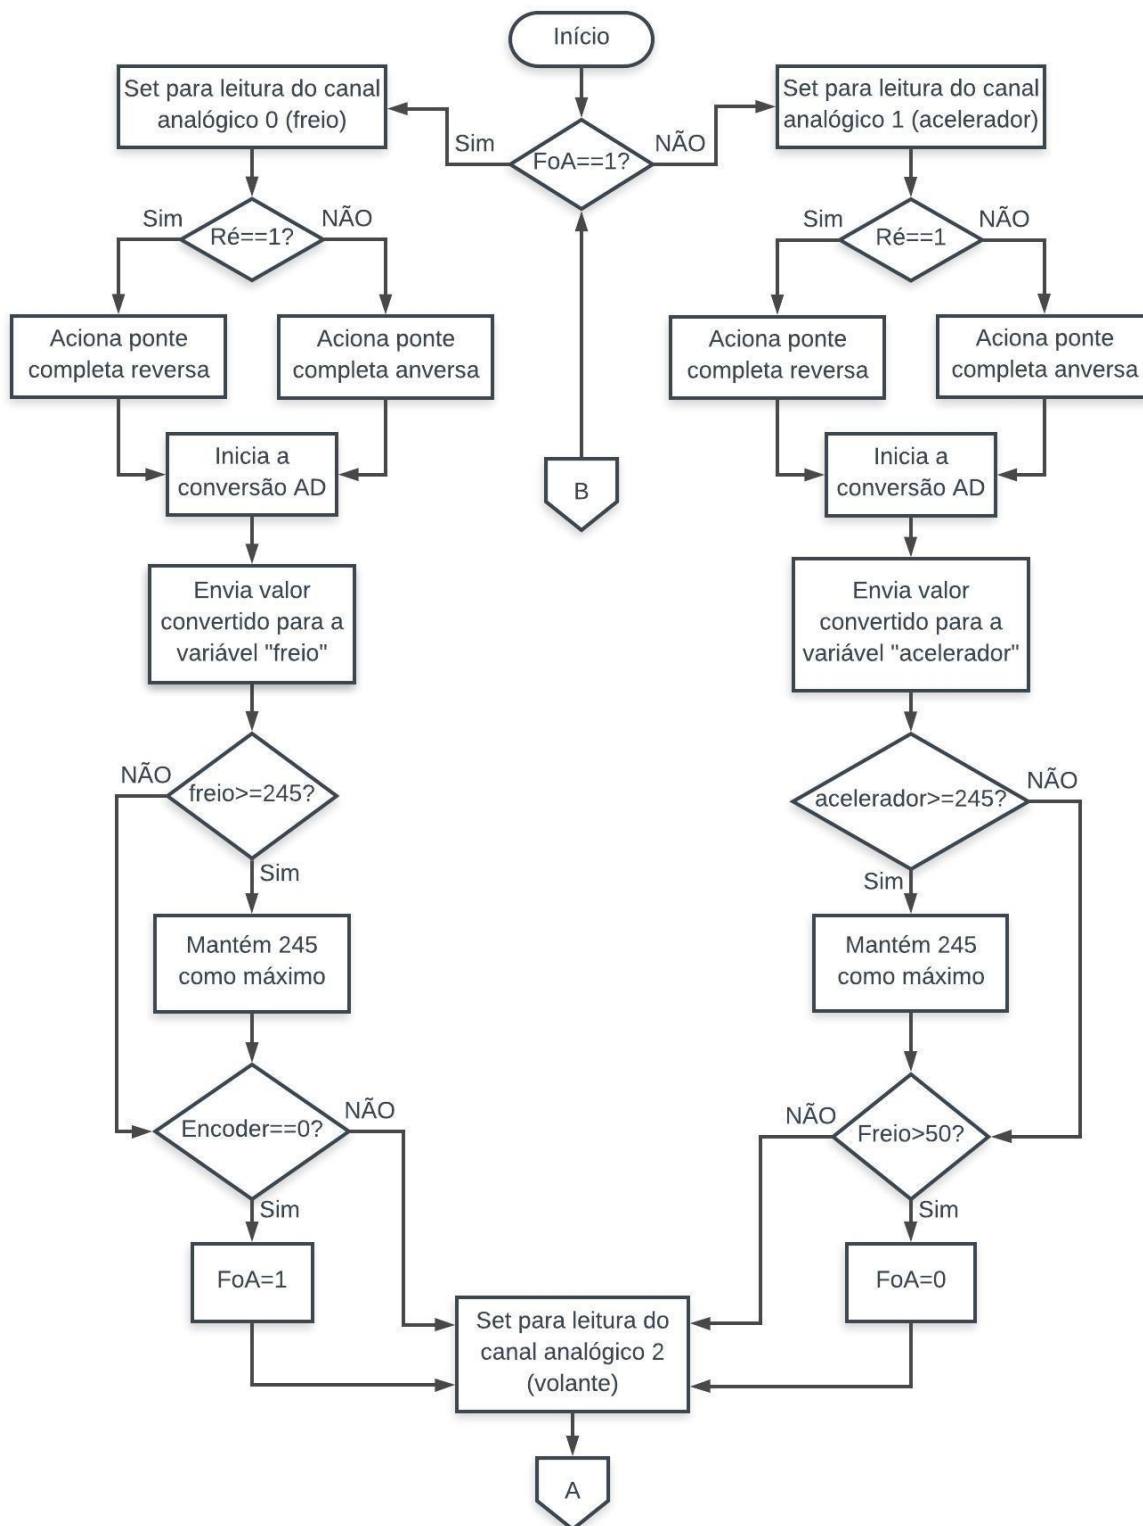 Início
Set para leitura do canal
analógico 0 (freio)
Sim
FoA==1?
NÃO
Set para leitura do canal
analógico 1 (acelerador)
Sim
Ré==1?
NÃO
Sim
Ré==1
NÃO
Aciona ponte
completa reversa
Aciona ponte
completa anversa
Aciona ponte
completa reversa
Aciona ponte
completa anversa
Inicia a
conversão AD
B
Inicia a
conversão AD
Envia valor
convertido para a
variável "freio"
Envia valor
convertido para a
variável "acelerador"
NÃO
freio>=245?
Sim
acelerador>=245?
NÃO
Sim
Mantém 245
como máximo
Mantém 245
como máximo
Encoder==0?
NÃO
Sim
NÃO
Freio>50?
Sim
FoA=1
FoA=0
Set para leitura do
canal analógico 2
(volante)
A